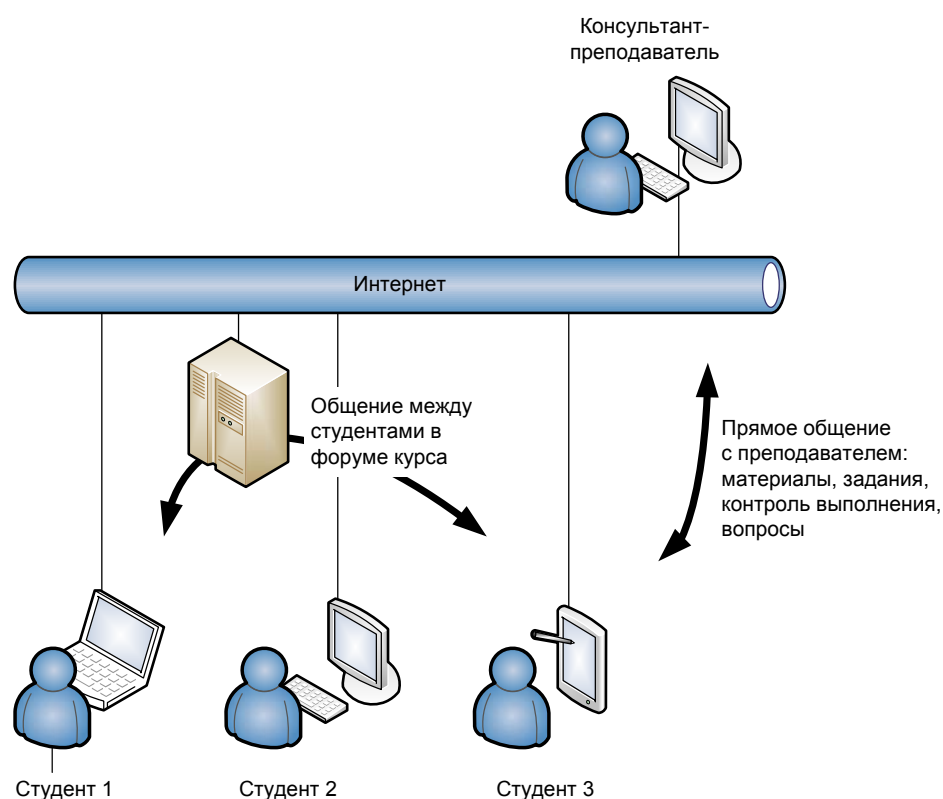 Консультант-
преподаватель
Интернет
Общение между
студентами в
форуме курса
Прямое общение
с преподавателем:
материалы, задания,
контроль выполнения,
вопросы
Студент 1
Студент 2
Студент 3